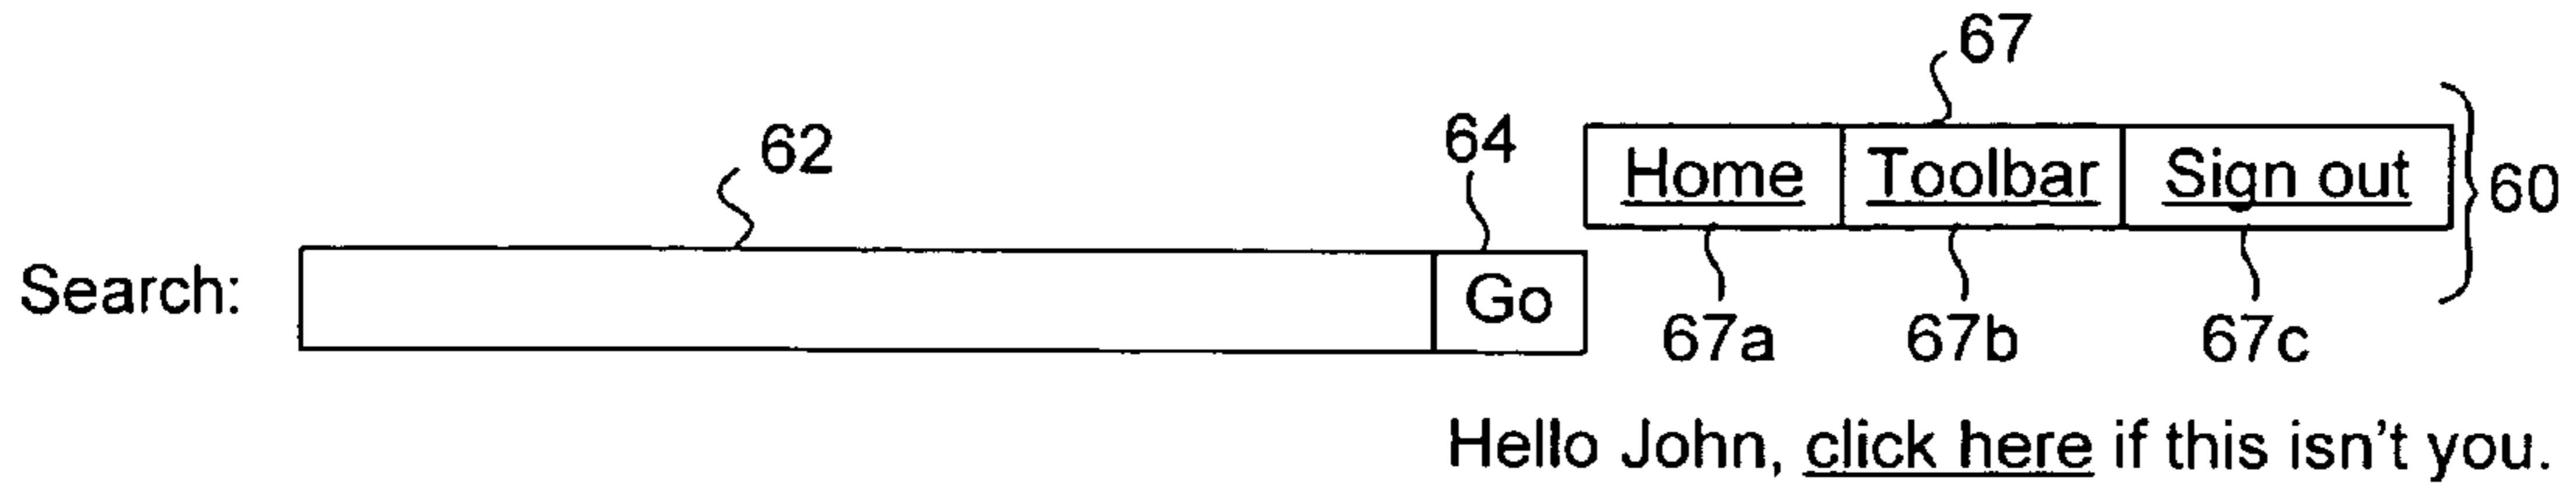 67
62
64
Home Toolbar Sign out
60
Search:
Go
67a 67b 67c
Hello John, click here if this isn't you.